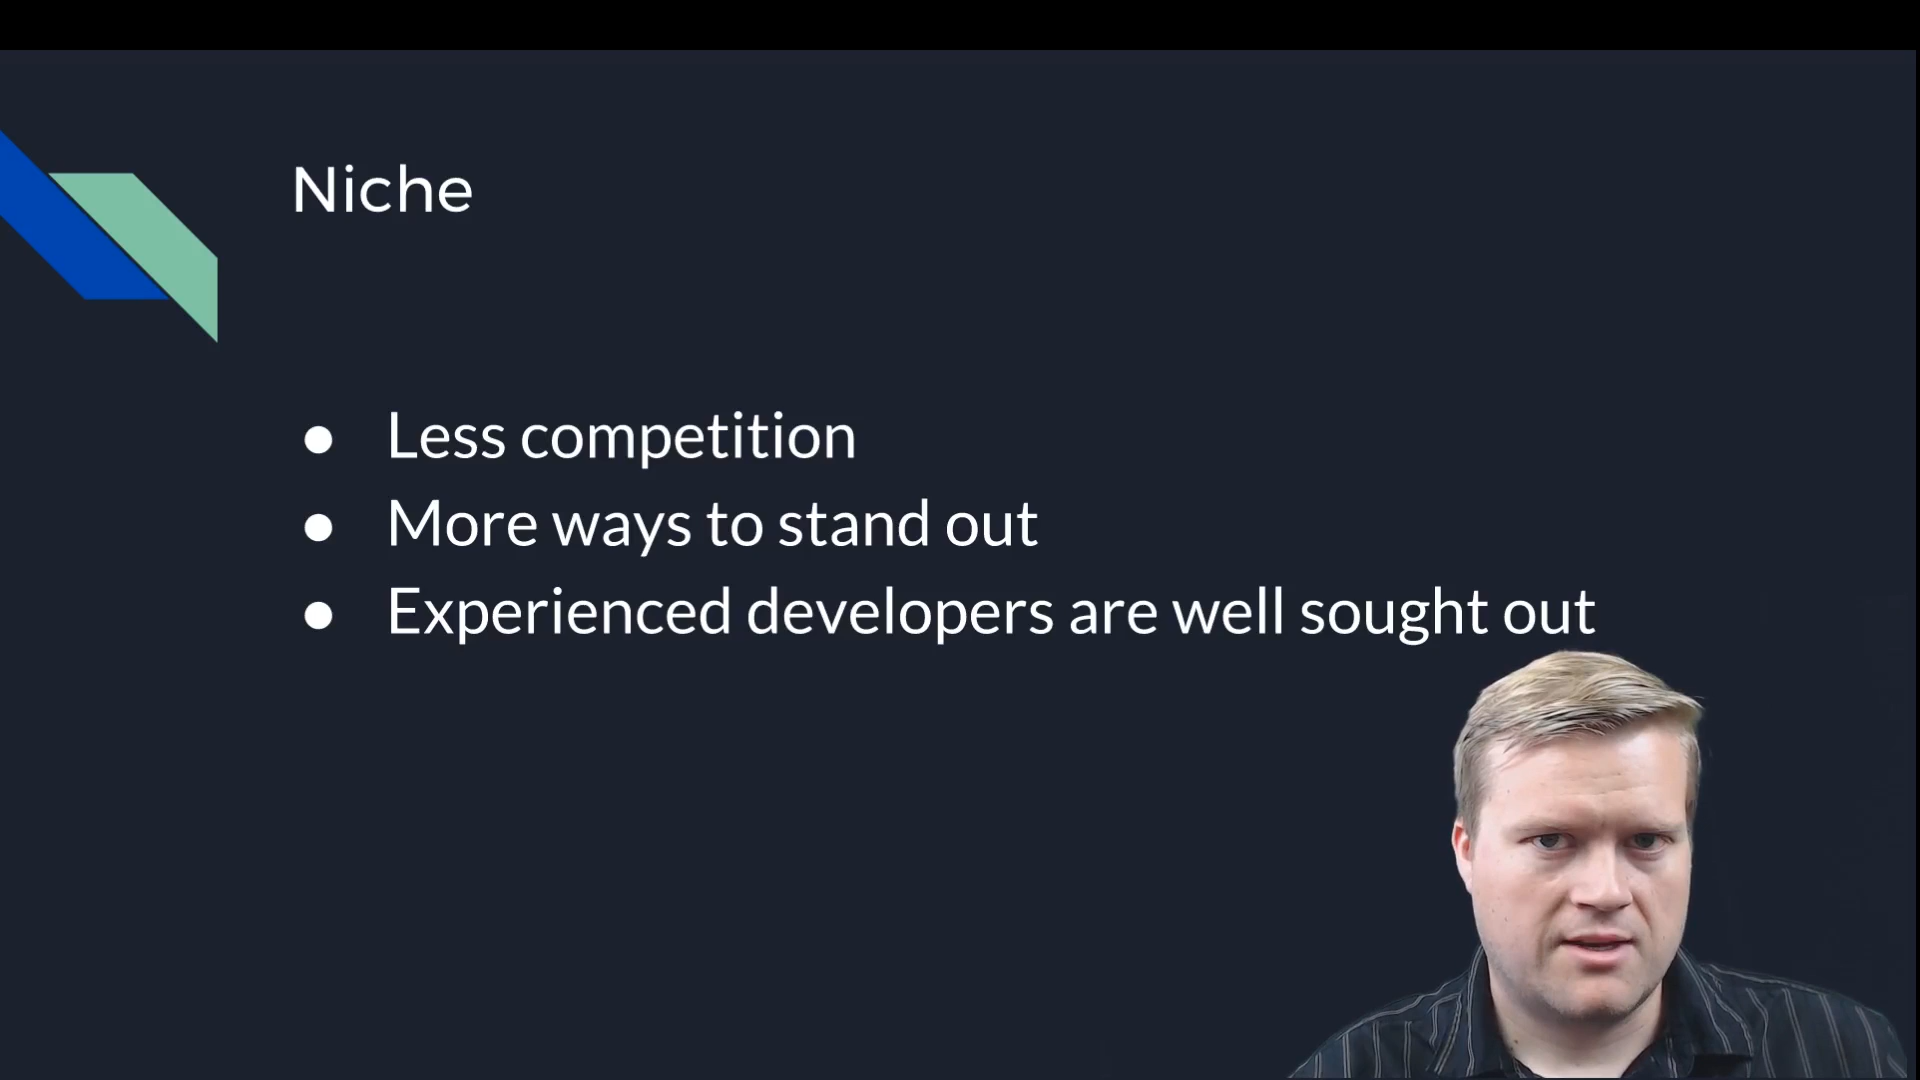 Niche
● Less competition
● More ways to stand out
● Experienced developers are well sought out